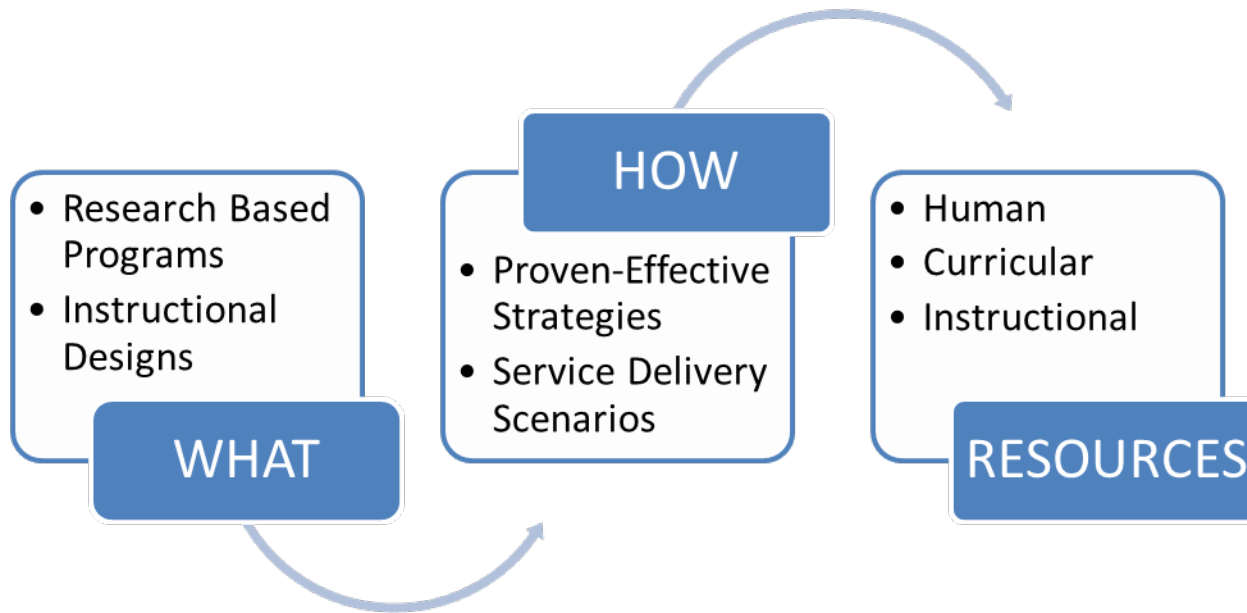 • Research Based
Programs
• Instructional
Designs
WHAT
HOW
• Proven-Effective
Strategies
• Service Delivery
Scenarios
• Human
• Curricular
• Instructional
RESOURCES